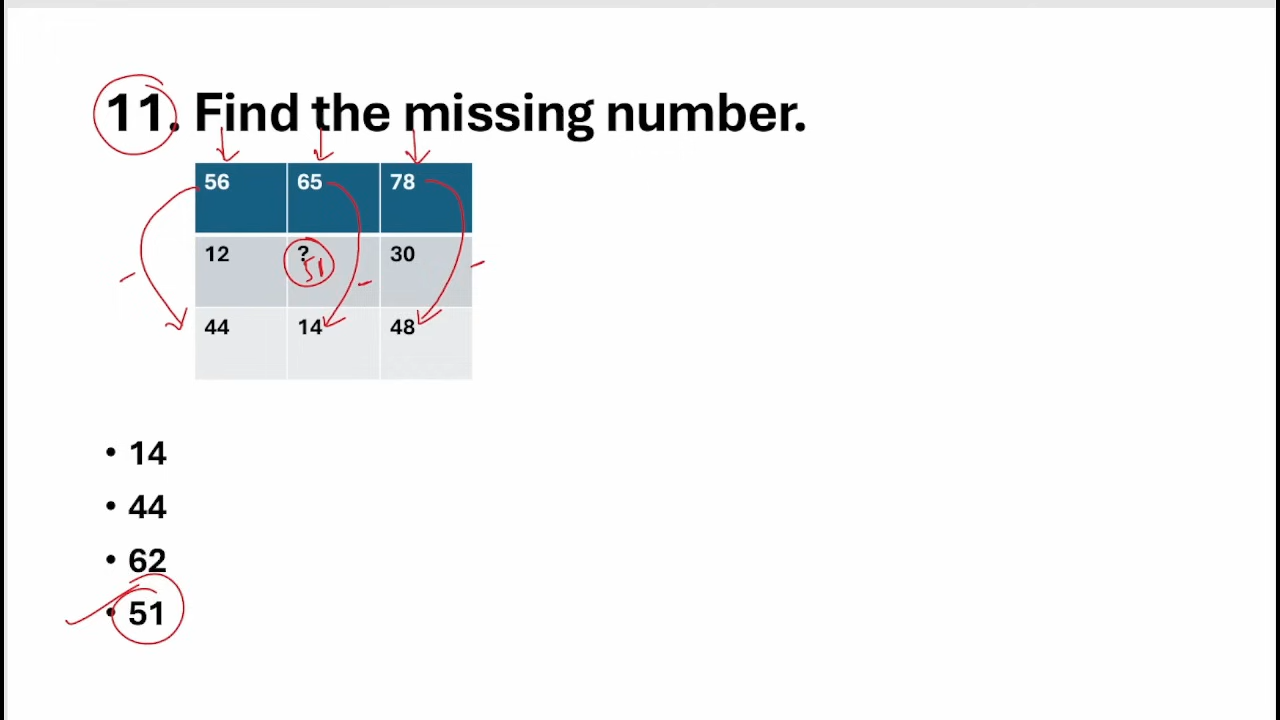 11. Find the missing number.
56 65 78
12 ? 51 30
44 14 48
• 14
• 44
• 62
• 51